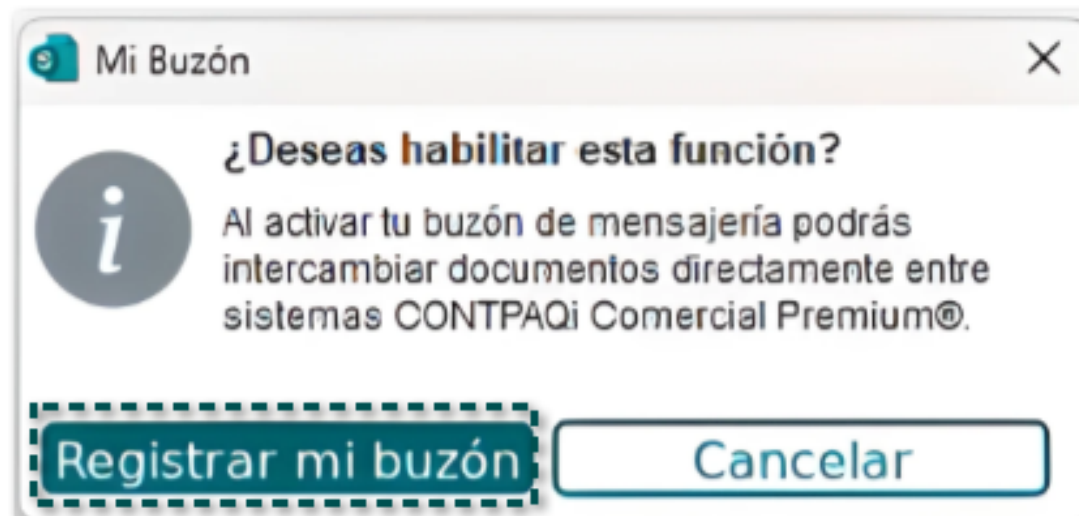 Mi Buzón
¿Deseas habilitar esta función?
Al activar tu buzón de mensajería podrás
intercambiar documentos directamente entre
sistemas CONTPAQi Comercial Premium®.
Registrar mi buzón
Cancelar